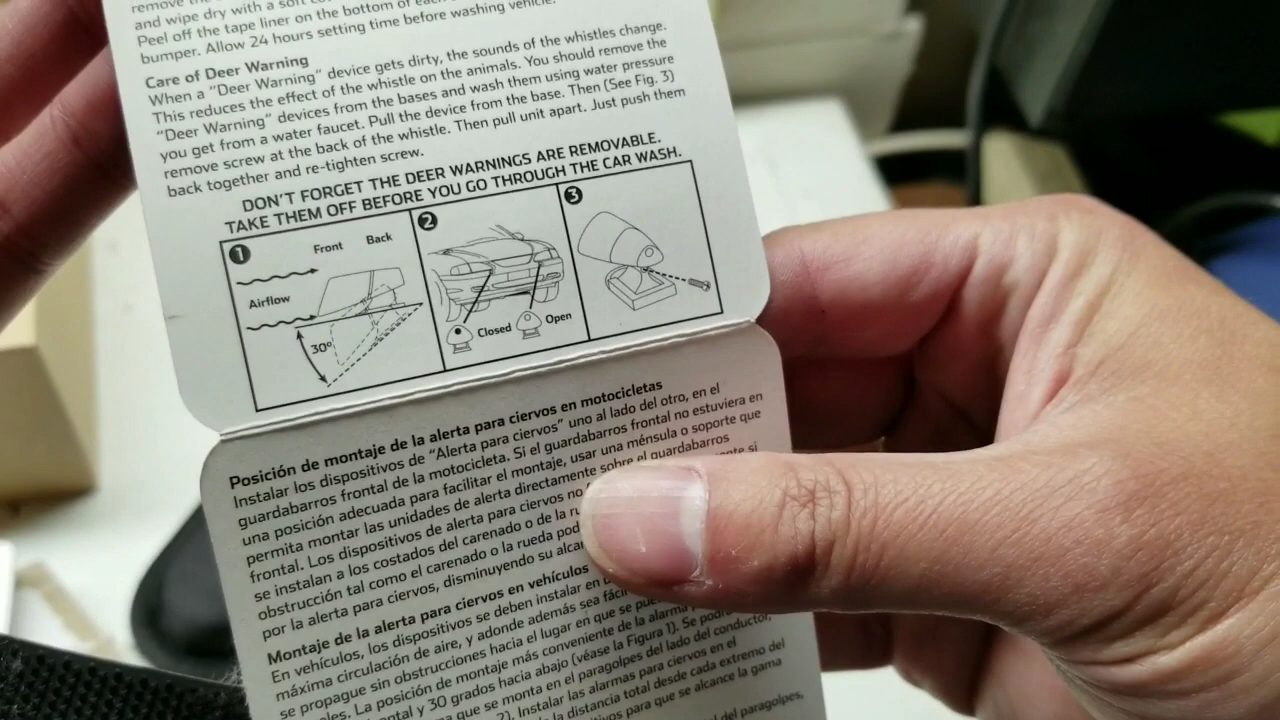 remove the
and wipe dry with a soft
Peel off the tape liner on the bottom of each
bumper. Allow 24 hours setting time before washing vehicle.
Care of Deer Warning
When a “Deer Warning” device gets dirty, the sounds of the whistles change.
This reduces the effect of the whistle on the animals. You should remove the
“Deer Warning” devices from the bases and wash them using water pressure
you get from a water faucet. Pull the device from the base. Then (See Fig. 3)
remove screw at the back of the whistle. Then pull unit apart. Just push them
back together and re-tighten screw.
DON'T FORGET THE DEER WARNINGS ARE REMOVABLE.
TAKE THEM OFF BEFORE YOU GO THROUGH THE CAR WASH.
1
Front Back
Airflow
30º
2
Closed Open
3
Posición de montaje de la alerta para ciervos en motocicletas
Instalar los dispositivos de “Alerta para ciervos” uno al lado del otro, en el
guardabarros frontal de la motocicleta. Si el guardabarros frontal no estuviera en
una posición adecuada para facilitar el montaje, usar una ménsula o soporte que
permita montar las unidades de alerta directamente sobre el guardabarros
frontal. Los dispositivos de alerta para ciervos no si
se instalan a los costados del carenado o de la
obstrucción tal como el carenado o la rueda
por la alerta para ciervos, disminuyendo su
Montaje de la alerta para ciervos en vehículos
En vehículos, los dispositivos se deben instalar en
máxima circulación de aire, y adonde además sea
se propague sin obstrucciones hacia el lugar en que se
La posición de montaje más conveniente de la alarma
y 30 grados hacia abajo (véase la Figura 1). Se
que se monta en el paragolpes del lado del conductor,
2). Instalar las alarmas para ciervos en el
la distancia total desde cada extremo del
para que se alcance la gama
del paragolpes,